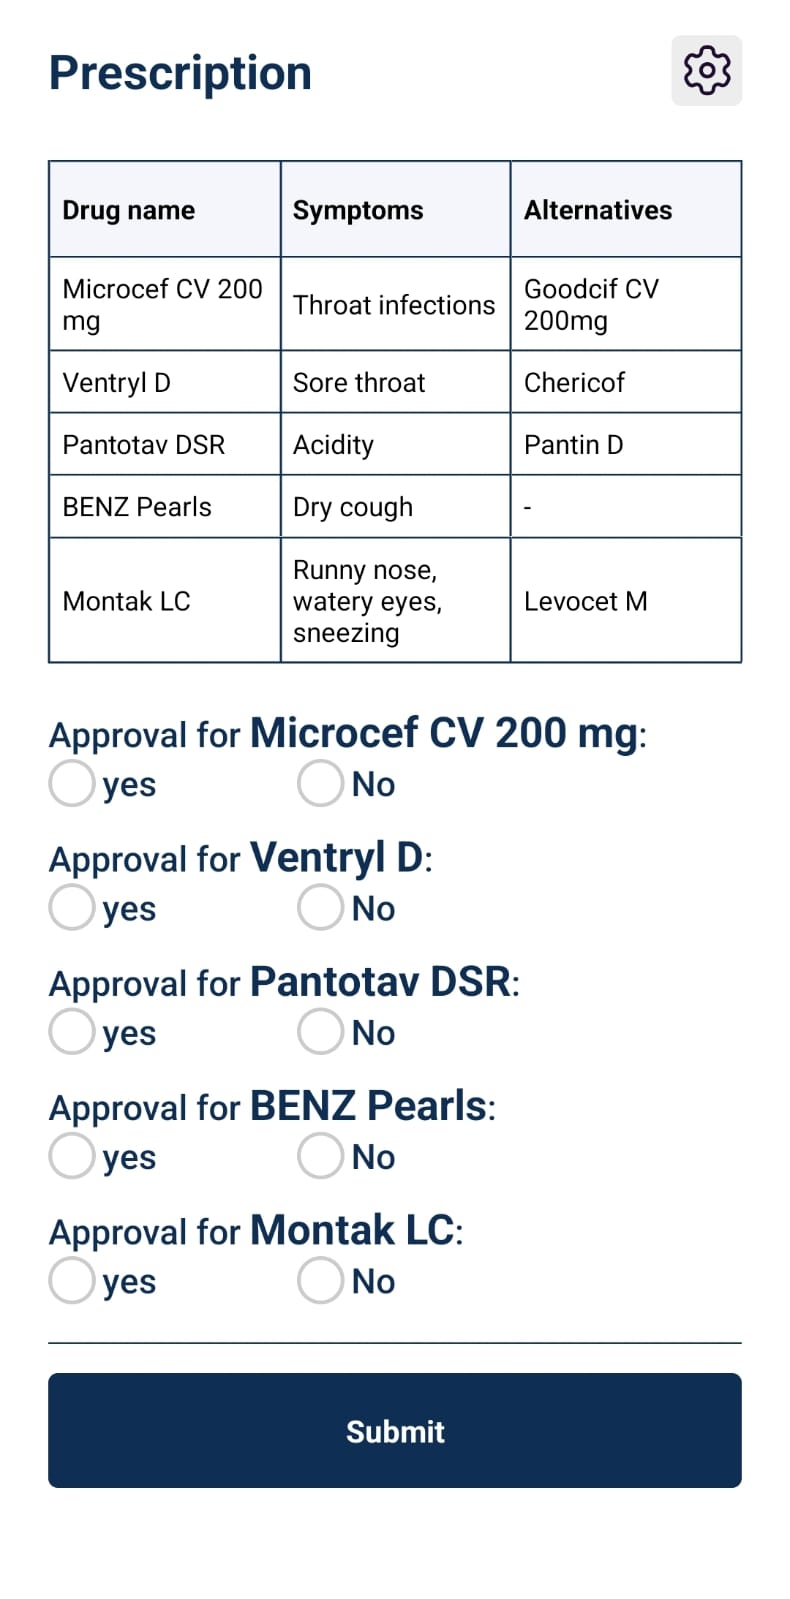 Prescription
Drug name Symptoms Alternatives
Microcef CV 200 mg Throat infections Goodcif CV 200mg
Ventryl D Sore throat Chericof
Pantotav DSR Acidity Pantin D
BENZ Pearls Dry cough -
Montak LC Runny nose, watery eyes, sneezing Levocet M
Approval for Microcef CV 200 mg:
yes No
Approval for Ventryl D:
yes No
Approval for Pantotav DSR:
yes No
Approval for BENZ Pearls:
yes No
Approval for Montak LC:
yes No
Submit